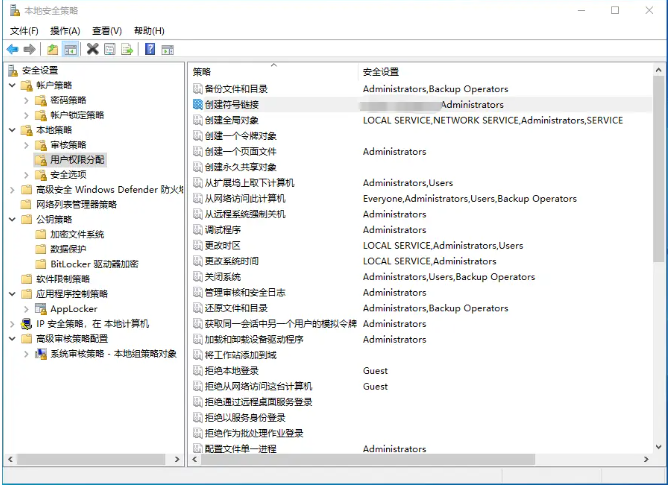 本地安全策略
文件(F) 操作(A) 查看(V) 帮助(H)
安全设置
帐户策略
密码策略
帐户锁定策略
本地策略
审核策略
用户权限分配
安全选项
高级安全 Windows Defender 防火墙
网络列表管理器策略
公钥策略
加密文件系统
数据保护
BitLocker 驱动器加密
软件限制策略
应用程序控制策略
AppLocker
IP 安全策略，在 本地计算机
高级审核策略配置
系统审核策略 - 本地组策略对象
策略 安全设置
备份文件和目录 Administrators,Backup Operators
创建符号链接 Administrators
创建全局对象 LOCAL SERVICE,NETWORK SERVICE,Administrators,SERVICE
创建一个令牌对象
创建一个页面文件 Administrators
创建永久共享对象
从扩展坞上取下计算机 Administrators,Users
从网络访问此计算机 Everyone,Administrators,Users,Backup Operators
从远程系统强制关机 Administrators
调试程序 Administrators
更改时区 LOCAL SERVICE,Administrators,Users
更改系统时间 LOCAL SERVICE,Administrators
关闭系统 Administrators,Users,Backup Operators
管理审核和安全日志 Administrators
还原文件和目录 Administrators,Backup Operators
获取同一会话中另一个用户的模拟令牌 Administrators
加载和卸载设备驱动程序 Administrators
将工作站添加到域
拒绝本地登录 Guest
拒绝从网络访问这台计算机 Guest
拒绝通过远程桌面服务登录
拒绝以服务身份登录
拒绝作为批处理作业登录
配置文件单一进程 Administrators